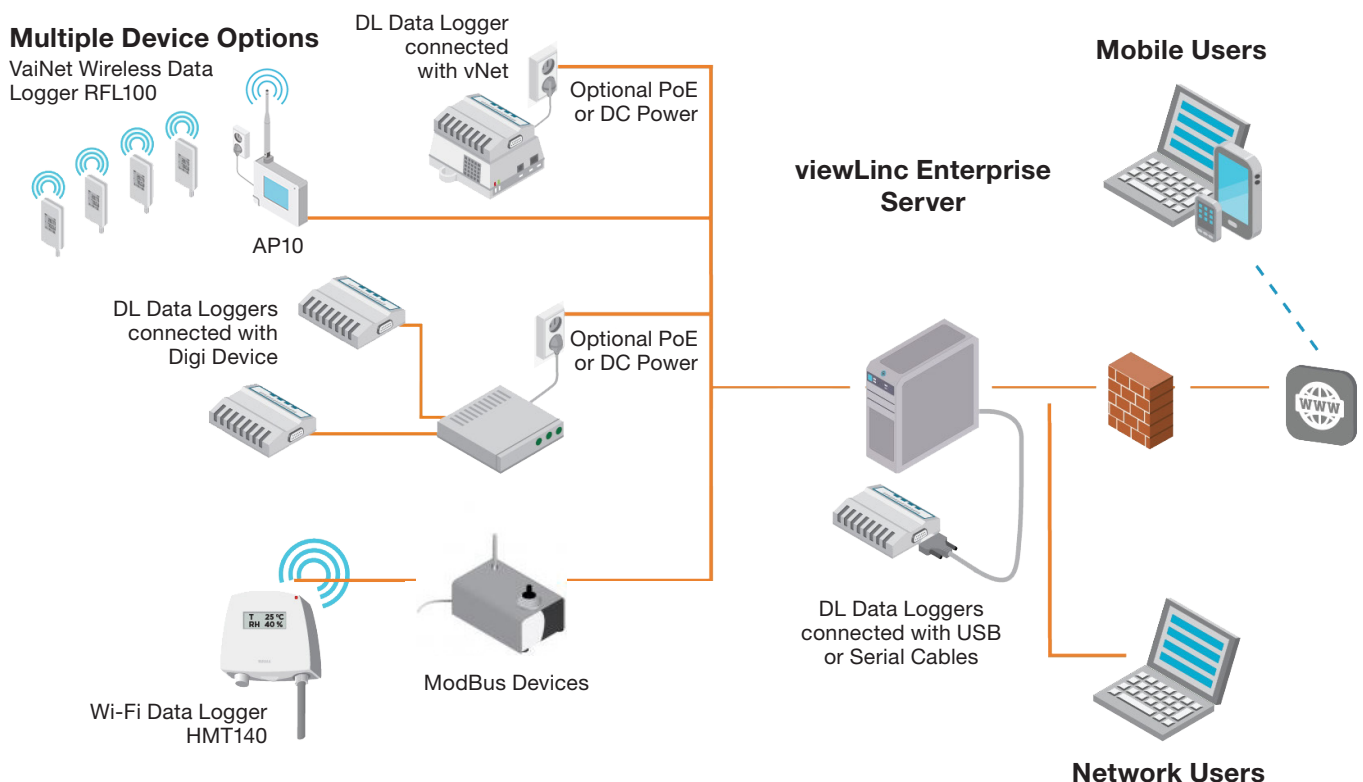 Multiple Device Options
VaiNet Wireless Data
Logger RFL100
AP10
DL Data Logger
connected
with vNet
Optional PoE
or DC Power
DL Data Loggers
connected with
Digi Device
Optional PoE
or DC Power
T 25 °C
RH 40 %
Wi-Fi Data Logger
HMT140
ModBus Devices
viewLinc Enterprise
Server
DL Data Loggers
connected with USB
or Serial Cables
Mobile Users
WWW
Network Users